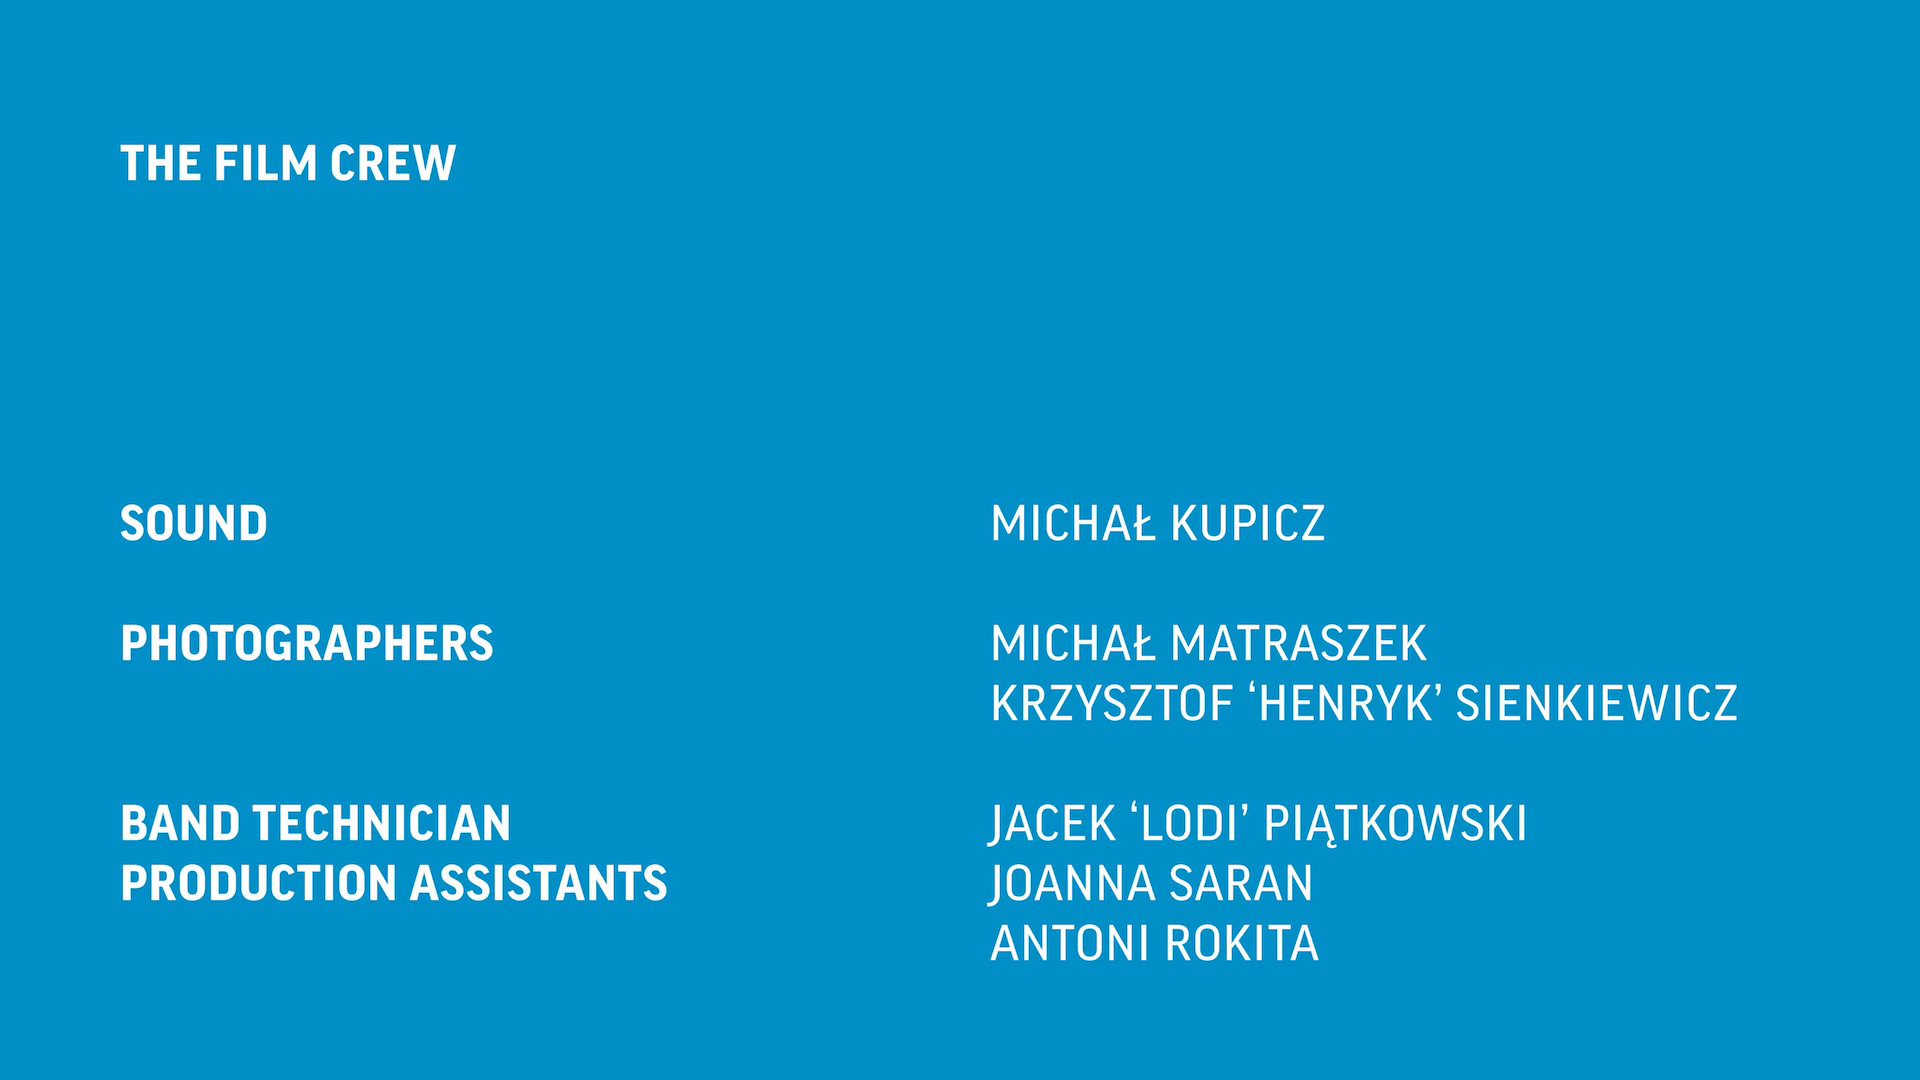 THE FILM CREW
SOUND MICHAŁ KUPICZ
PHOTOGRAPHERS MICHAŁ MATRASZEK
KRZYSZTOF ‘HENRYK’ SIENKIEWICZ
BAND TECHNICIAN JACEK ‘LODI’ PIĄTKOWSKI
PRODUCTION ASSISTANTS JOANNA SARAN
ANTONI ROKITA